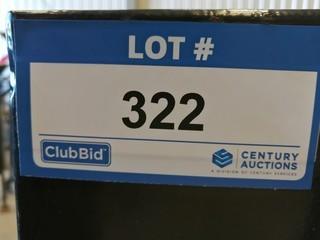 LOT #
322
ClubBid
CENTURY
AUCTIONS
A DIVISION OF CENTURY SERVICES